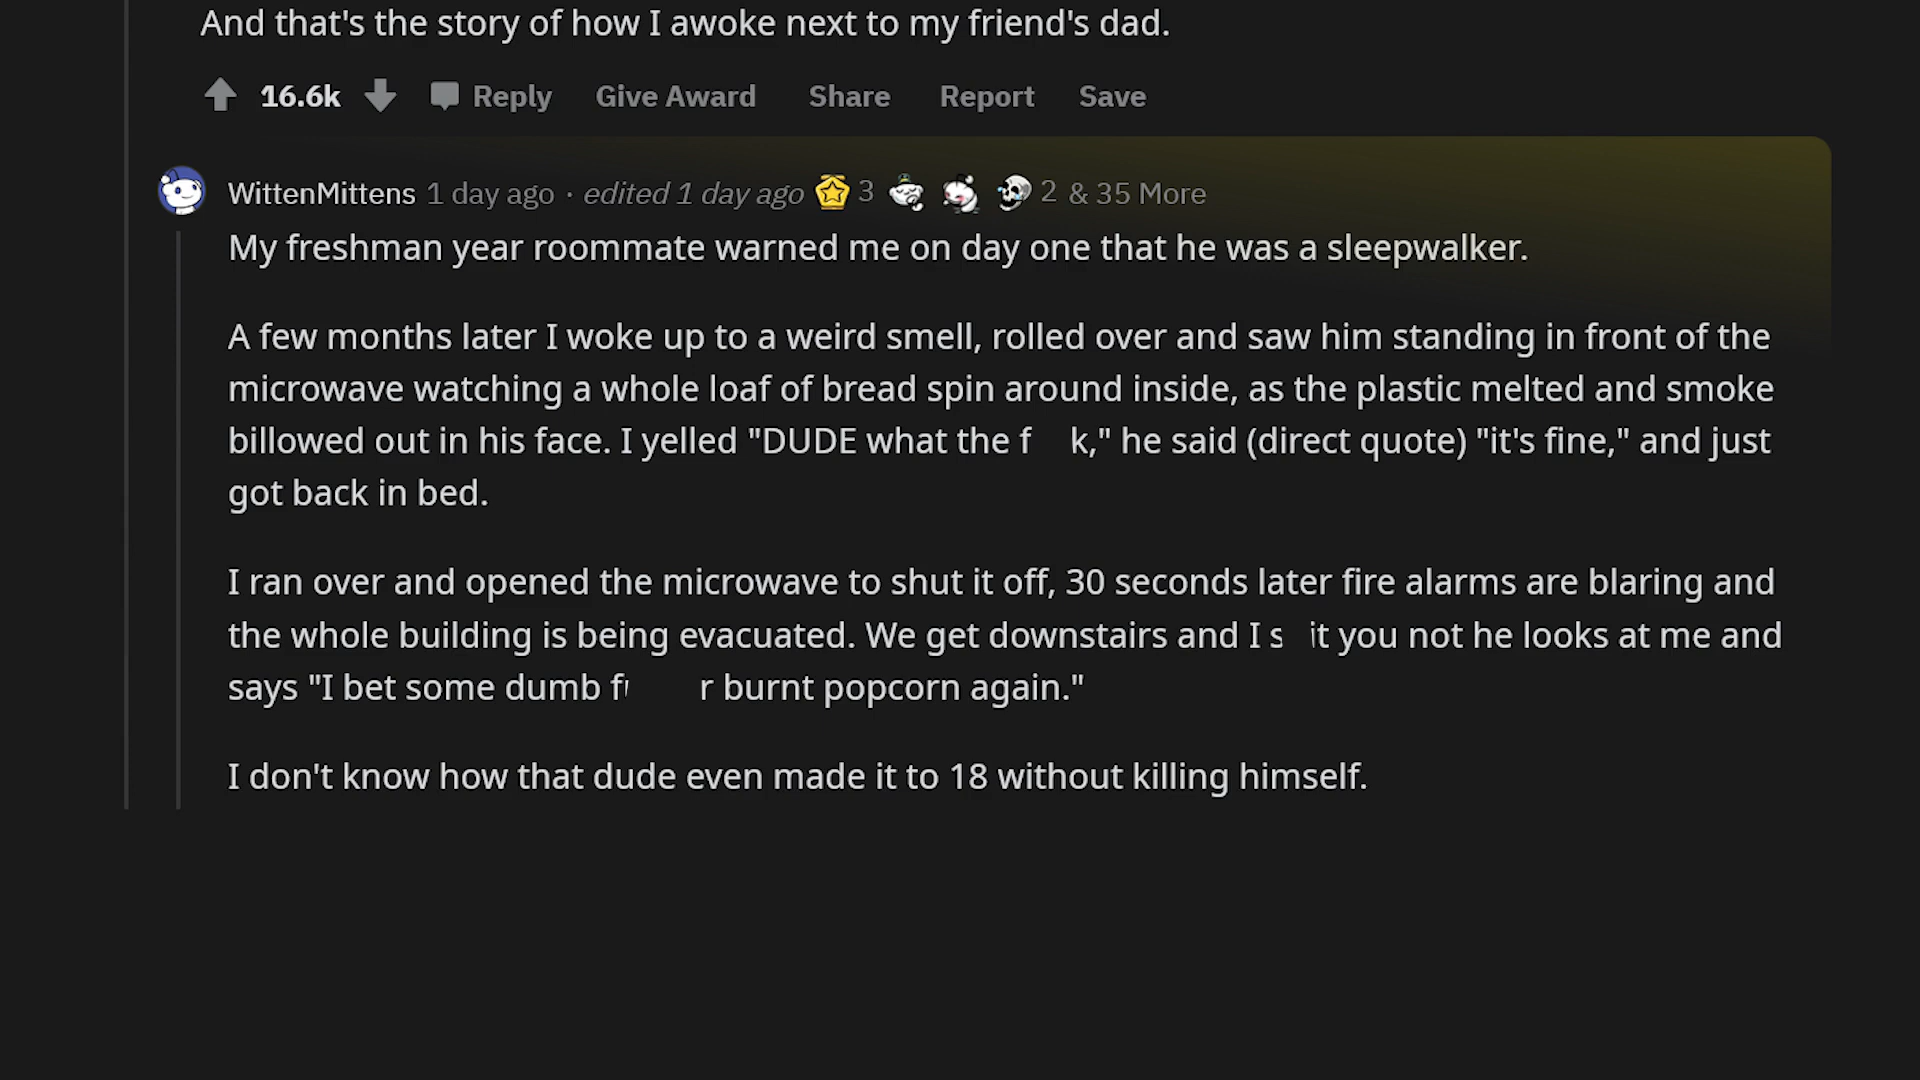 And that's the story of how I awoke next to my friend's dad.
16.6k Reply Give Award Share Report Save
WittenMittens 1 day ago · edited 1 day ago 3 2 & 35 More
My freshman year roommate warned me on day one that he was a sleepwalker.
A few months later I woke up to a weird smell, rolled over and saw him standing in front of the
microwave watching a whole loaf of bread spin around inside, as the plastic melted and smoke
billowed out in his face. I yelled "DUDE what the f k," he said (direct quote) "it's fine," and just
got back in bed.
I ran over and opened the microwave to shut it off, 30 seconds later fire alarms are blaring and
the whole building is being evacuated. We get downstairs and I s it you not he looks at me and
says "I bet some dumb f r burnt popcorn again."
I don't know how that dude even made it to 18 without killing himself.